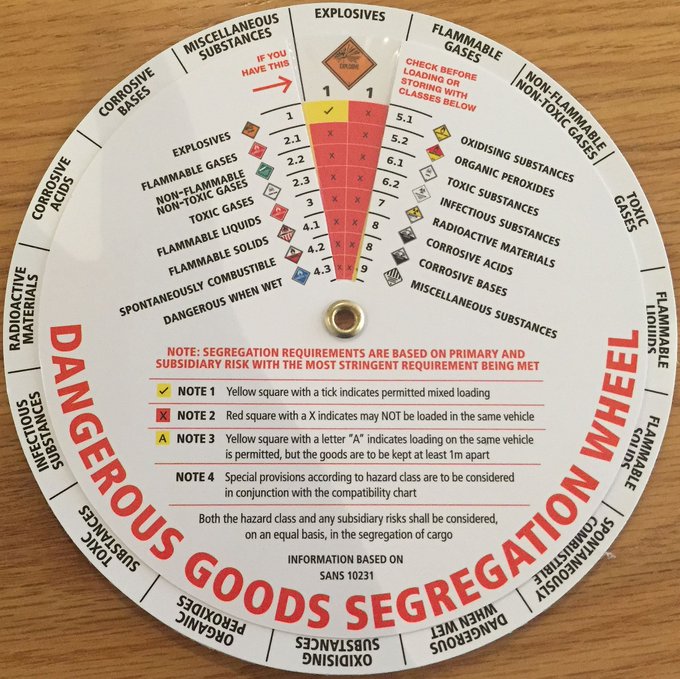 EXPLOSIVES
FLAMMABLE
GASES
NON-FLAMMABLE
NON-TOXIC GASES
TOXIC
GASES
FLAMMABLE
LIQUIDS
FLAMMABLE
SOLIDS
SPONTANEOUSLY
COMBUSTIBLE
DANGEROUS
WHEN WET
OXIDISING
SUBSTANCES
ORGANIC
PEROXIDES
TOXIC
SUBSTANCES
INFECTIOUS
SUBSTANCES
RADIOACTIVE
MATERIALS
CORROSIVE
ACIDS
CORROSIVE
BASES
MISCELLANEOUS
SUBSTANCES
IF YOU
HAVE THIS
EXPLOSIVE
1 1
CHECK BEFORE
LOADING OR
STORING WITH
CLASSES BELOW
EXPLOSIVES 1 ✓ X 5.1 OXIDISING SUBSTANCES
FLAMMABLE GASES 2.1 X X 5.2 ORGANIC PEROXIDES
NON-FLAMMABLE
NON-TOXIC GASES 2.2 X X 6.1 TOXIC SUBSTANCES
TOXIC GASES 2.3 X X 6.2 INFECTIOUS SUBSTANCES
FLAMMABLE LIQUIDS 3 X X 7 RADIOACTIVE MATERIALS
FLAMMABLE SOLIDS 4.1 X X 8 CORROSIVE ACIDS
SPONTANEOUSLY COMBUSTIBLE 4.2 X X 8 CORROSIVE BASES
DANGEROUS WHEN WET 4.3 X X 9 MISCELLANEOUS SUBSTANCES
NOTE: SEGREGATION REQUIREMENTS ARE BASED ON PRIMARY AND
SUBSIDIARY RISK WITH THE MOST STRINGENT REQUIREMENT BEING MET
✓ NOTE 1 Yellow square with a tick indicates permitted mixed loading
X NOTE 2 Red square with a X indicates may NOT be loaded in the same vehicle
A NOTE 3 Yellow square with a letter "A" indicates loading on the same vehicle
is permitted, but the goods are to be kept at least 1m apart
NOTE 4 Special provisions according to hazard class are to be considered
in conjunction with the compatibility chart
Both the hazard class and any subsidiary risks shall be considered,
on an equal basis, in the segregation of cargo
INFORMATION BASED ON
SANS 10231
DANGEROUS GOODS SEGREGATION WHEEL